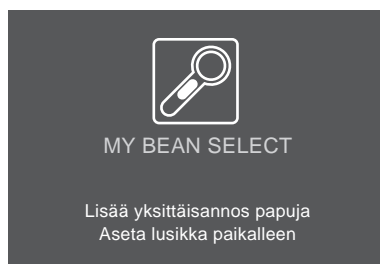 MY BEAN SELECT
Lisää yksittäisannos papuja
Aseta lusikka paikalleen